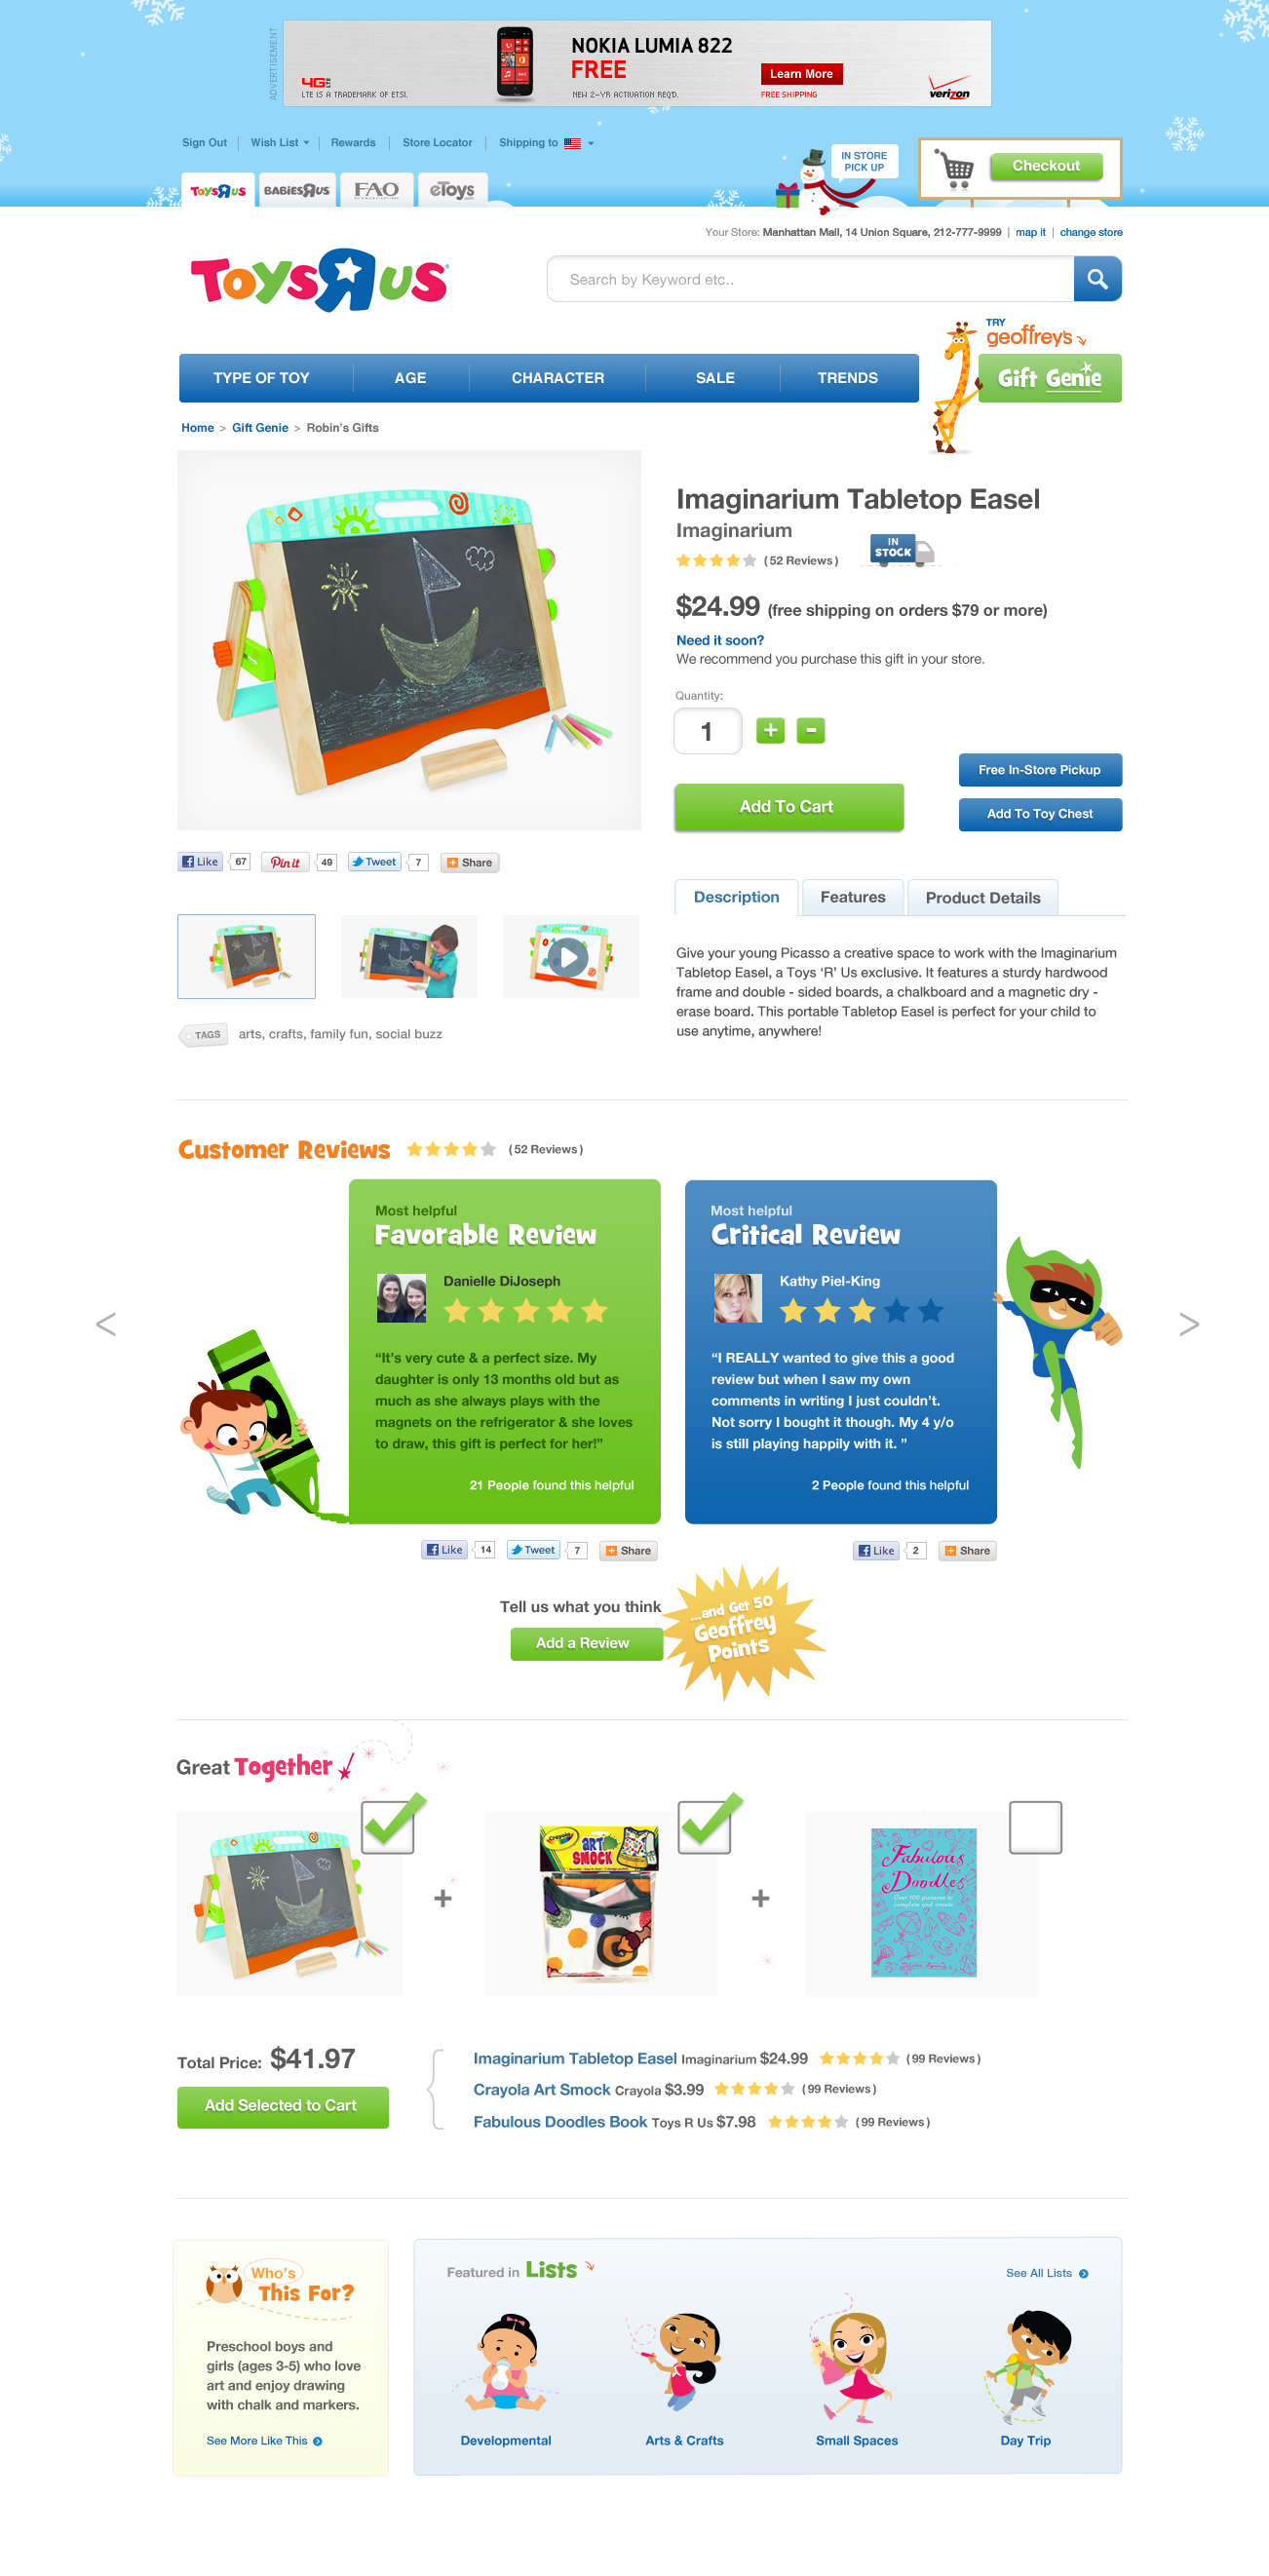 ADVERTISEMENT
NOKIA LUMIA 822
FREE
4G LTE
LTE IS A TRADEMARK OF ETSI.
NEW 2-YR ACTIVATION REQ'D.
Learn More
FREE SHIPPING
verizon
Sign Out
Wish List
Rewards
Store Locator
Shipping to
IN STORE
PICK UP
Checkout
TOYSRUS
BABIESRUS
FAO
eToys.com
Your Store: Manhattan Mall, 14 Union Square, 212-777-9999 | map it | change store
TOYSRUS
Search by Keyword etc..
TRY
geoffrey's
Gift Genie
TYPE OF TOY
AGE
CHARACTER
SALE
TRENDS
Home > Gift Genie > Robin's Gifts
Imaginarium Tabletop Easel
Imaginarium
( 52 Reviews )
IN
STOCK
$24.99 (free shipping on orders $79 or more)
Need it soon?
We recommend you purchase this gift in your store.
Quantity:
1
+
-
Free In-Store Pickup
Add To Cart
Add To Toy Chest
Like 67
Pin it 49
Tweet 7
Share
Description
Features
Product Details
Give your young Picasso a creative space to work with the Imaginarium
Tabletop Easel, a Toys ‘R’ Us exclusive. It features a sturdy hardwood
frame and double - sided boards, a chalkboard and a magnetic dry -
erase board. This portable Tabletop Easel is perfect for your child to
use anytime, anywhere!
TAGS
arts, crafts, family fun, social buzz
Customer Reviews
( 52 Reviews )
Most helpful
Favorable Review
Danielle DiJoseph
“It’s very cute & a perfect size. My
daughter is only 13 months old but as
much as she always plays with the
magnets on the refrigerator & she loves
to draw, this gift is perfect for her!”
21 People found this helpful
Most helpful
Critical Review
Kathy Piel-King
“I REALLY wanted to give this a good
review but when I saw my own
comments in writing I just couldn’t.
Not sorry I bought it though. My 4 y/o
is still playing happily with it. ”
2 People found this helpful
<
>
Like 14
Tweet 7
Share
Like 2
Share
Tell us what you think
Add a Review
...and Get 50
Geoffrey
Points
Great Together
+
+
Crayola
ART
SMOCK
Fabulous
Doodles
Over 100 pictures to
complete and create
Total Price: $41.97
Add Selected to Cart
Imaginarium Tabletop Easel Imaginarium $24.99 ( 99 Reviews )
Crayola Art Smock Crayola $3.99 ( 99 Reviews )
Fabulous Doodles Book Toys R Us $7.98 ( 99 Reviews )
Who's
This For?
Preschool boys and
girls (ages 3-5) who love
art and enjoy drawing
with chalk and markers.
See More Like This
Featured in Lists
See All Lists
Developmental
Arts & Crafts
Small Spaces
Day Trip